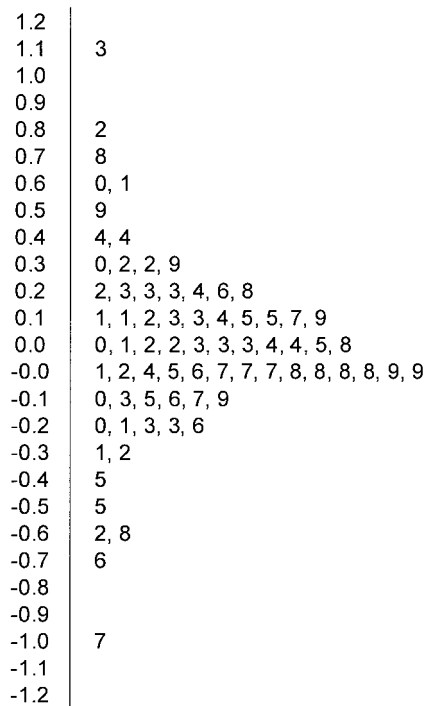 1.2
1.1 3
1.0
0.9
0.8 2
0.7 8
0.6 0, 1
0.5 9
0.4 4, 4
0.3 0, 2, 2, 9
0.2 2, 3, 3, 3, 4, 6, 8
0.1 1, 1, 2, 3, 3, 4, 5, 5, 7, 9
0.0 0, 1, 2, 2, 3, 3, 3, 4, 4, 5, 8
-0.0 1, 2, 4, 5, 6, 7, 7, 7, 8, 8, 8, 8, 9, 9
-0.1 0, 3, 5, 6, 7, 9
-0.2 0, 1, 3, 3, 6
-0.3 1, 2
-0.4 5
-0.5 5
-0.6 2, 8
-0.7 6
-0.8
-0.9
-1.0 7
-1.1
-1.2